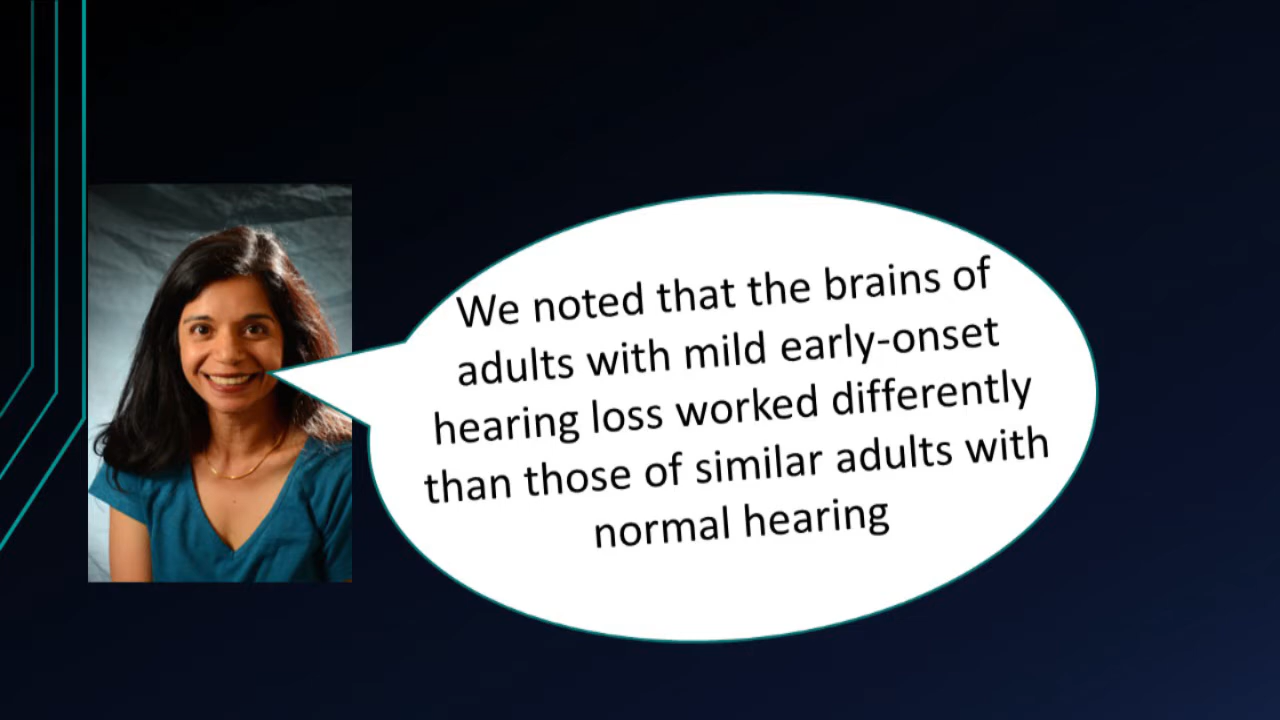 We noted that the brains of
adults with mild early-onset
hearing loss worked differently
than those of similar adults with
normal hearing